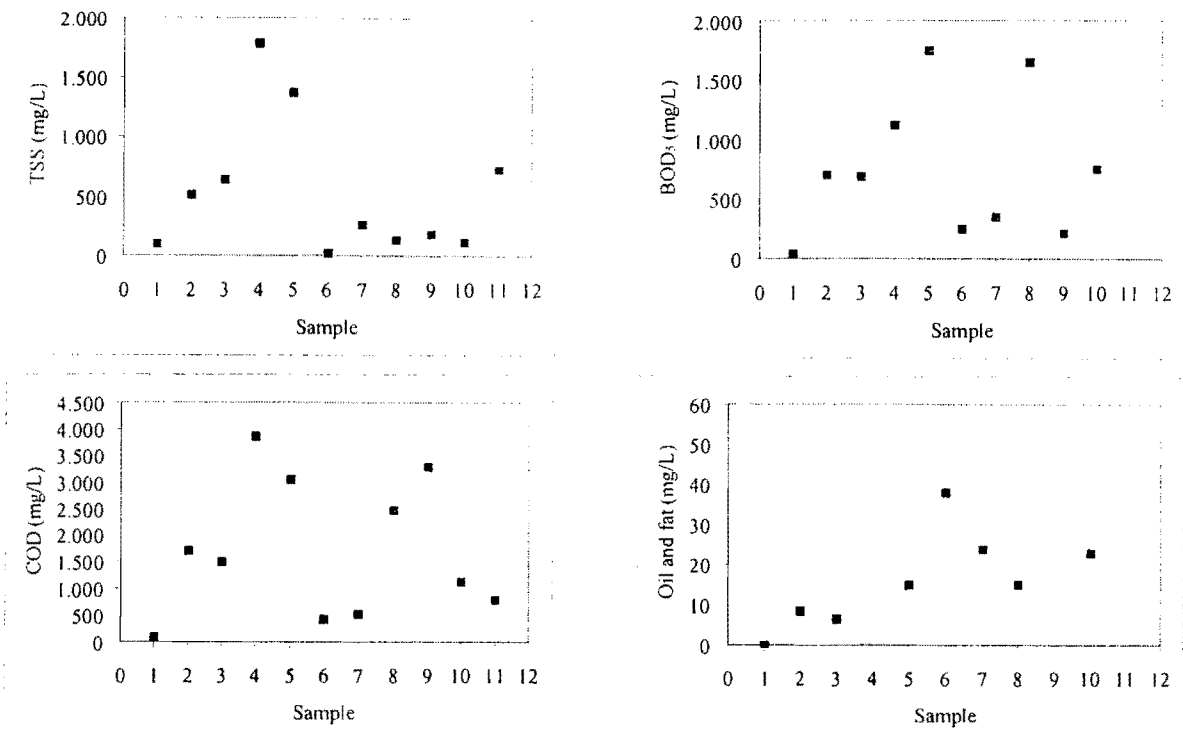 2.000
1.500
1.000
500
0
TSS (mg/L)
0 1 2 3 4 5 6 7 8 9 10 11 12
Sample
2.000
1.500
1.000
500
0
BOD₅ (mg/L)
0 1 2 3 4 5 6 7 8 9 10 11 12
Sample
4.500
4.000
3.500
3.000
2.500
2.000
1.500
1.000
500
0
COD (mg/L)
0 1 2 3 4 5 6 7 8 9 10 11 12
Sample
60
50
40
30
20
10
0
Oil and fat (mg/L)
0 1 2 3 4 5 6 7 8 9 10 11 12
Sample